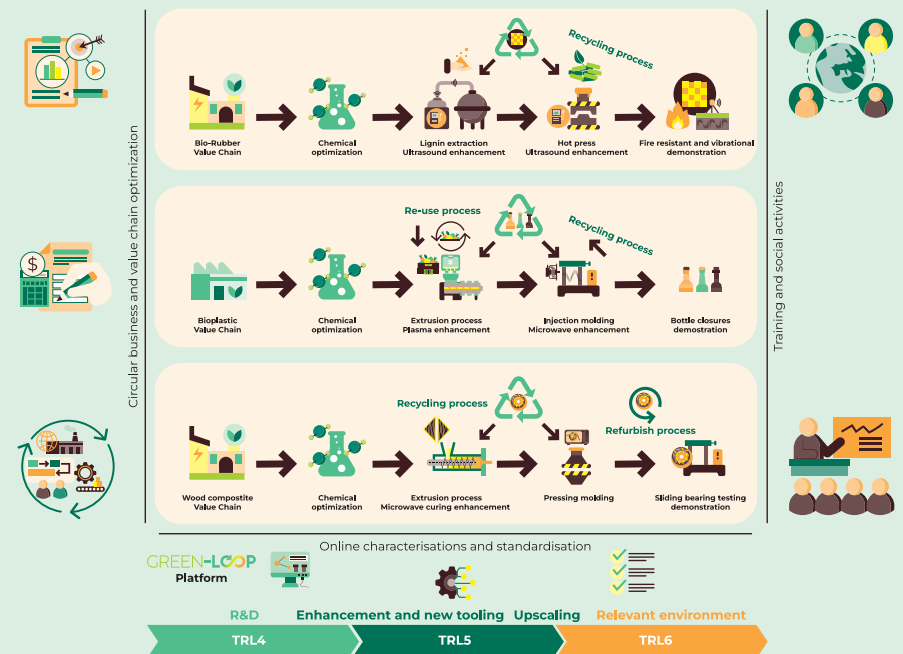 Circular business and value chain optimization
Training and social activities
Recycling process
Bio-Rubber
Value Chain
Chemical
optimization
Lignin extraction
Ultrasound enhancement
Hot press
Ultrasound enhancement
Fire resistant and vibrational
demonstration
Re-use process
Recycling process
$
Bioplastic
Value Chain
Chemical
optimization
Extrusion process
Plasma enhancement
Injection molding
Microwave enhancement
Bottle closures
demostration
Recycling process
Refurbish process
Wood composite
Value Chain
Chemical
optimization
Extrusion process
Microwave curing enhancement
Pressing molding
Sliding bearing testing
demonstration
Online characterisations and standardisation
GREEN-LOOP
Platform
R&D
Enhancement and new tooling
Upscaling
Relevant environment
TRL4
TRL5
TRL6